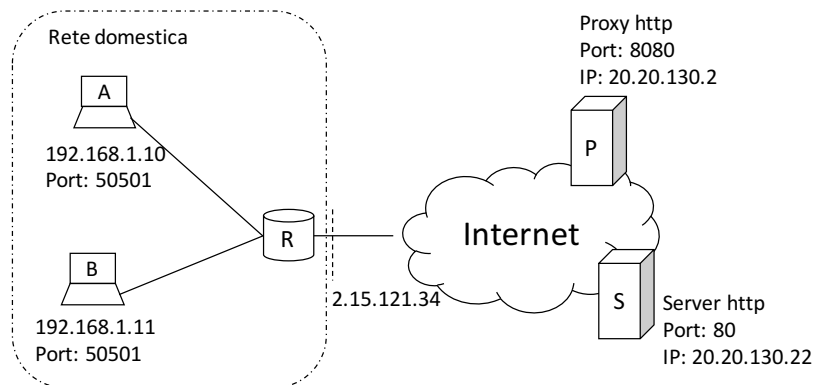 Rete domestica
A
192.168.1.10
Port: 50501
B
192.168.1.11
Port: 50501
R
2.15.121.34
Internet
Proxy http
Port: 8080
IP: 20.20.130.2
P
S
Server http
Port: 80
IP: 20.20.130.22